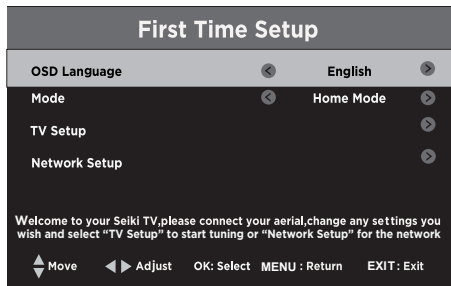 First Time Setup
OSD Language English
Mode Home Mode
TV Setup
Network Setup
Welcome to your Seiki TV,please connect your aerial,change any settings you
wish and select “TV Setup” to start tuning or “Network Setup” for the network
Move Adjust OK: Select MENU : Return EXIT : Exit